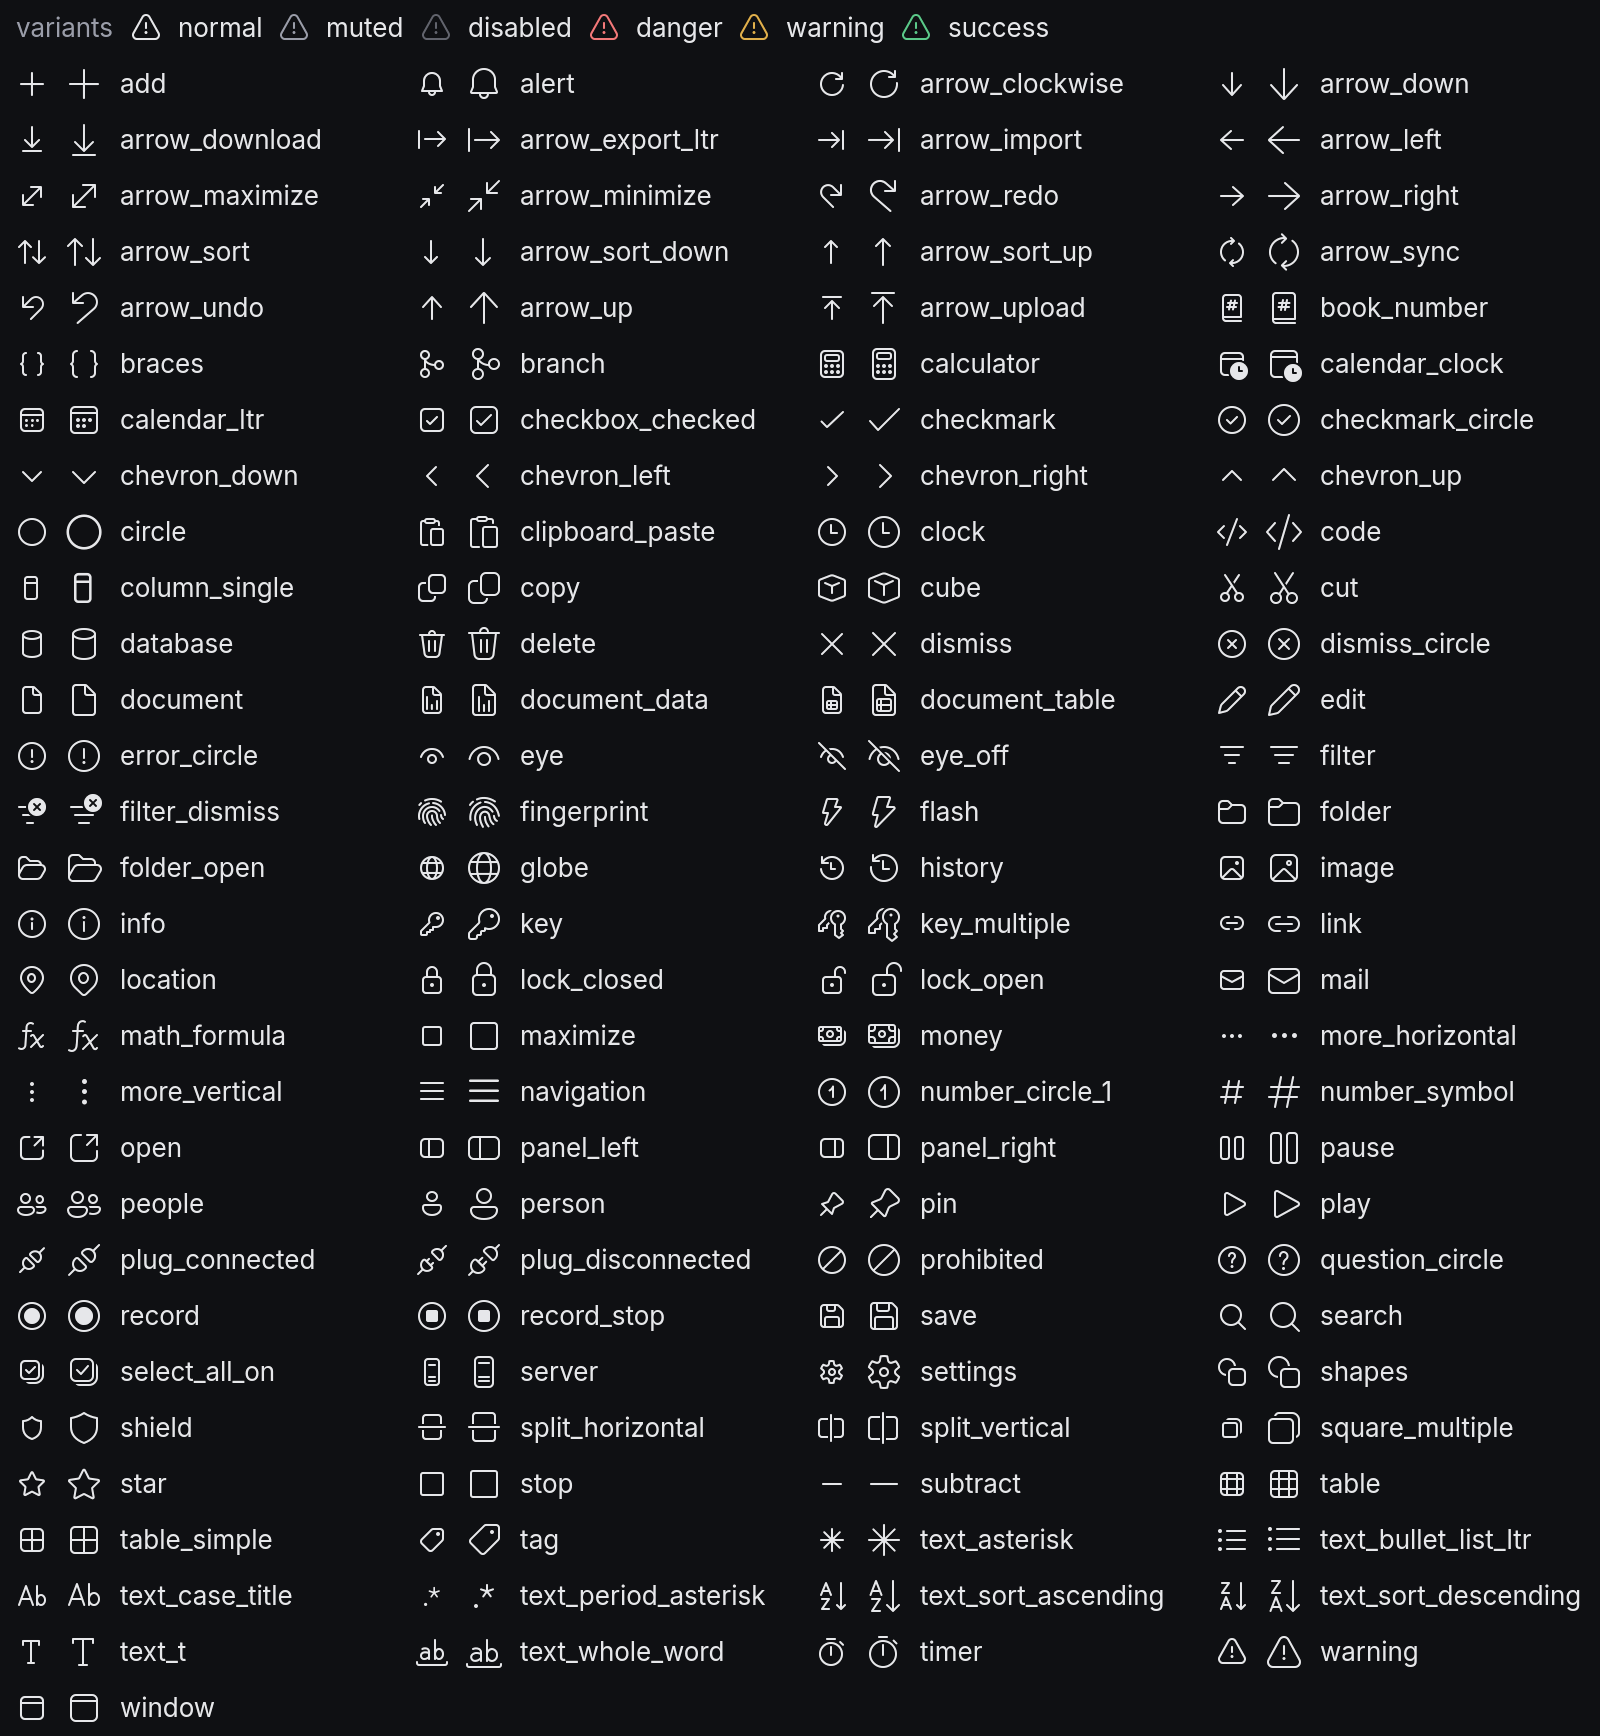 variants normal muted disabled danger warning success
add alert arrow_clockwise arrow_down
arrow_download arrow_export_ltr arrow_import arrow_left
arrow_maximize arrow_minimize arrow_redo arrow_right
arrow_sort arrow_sort_down arrow_sort_up arrow_sync
arrow_undo arrow_up arrow_upload book_number
braces branch calculator calendar_clock
calendar_ltr checkbox_checked checkmark checkmark_circle
chevron_down chevron_left chevron_right chevron_up
circle clipboard_paste clock code
column_single copy cube cut
database delete dismiss dismiss_circle
document document_data document_table edit
error_circle eye eye_off filter
filter_dismiss fingerprint flash folder
folder_open globe history image
info key key_multiple link
location lock_closed lock_open mail
math_formula maximize money more_horizontal
more_vertical navigation number_circle_1 number_symbol
open panel_left panel_right pause
people person pin play
plug_connected plug_disconnected prohibited question_circle
record record_stop save search
select_all_on server settings shapes
shield split_horizontal split_vertical square_multiple
star stop subtract table
table_simple tag text_asterisk text_bullet_list_ltr
text_case_title text_period_asterisk text_sort_ascending text_sort_descending
text_t text_whole_word timer warning
window